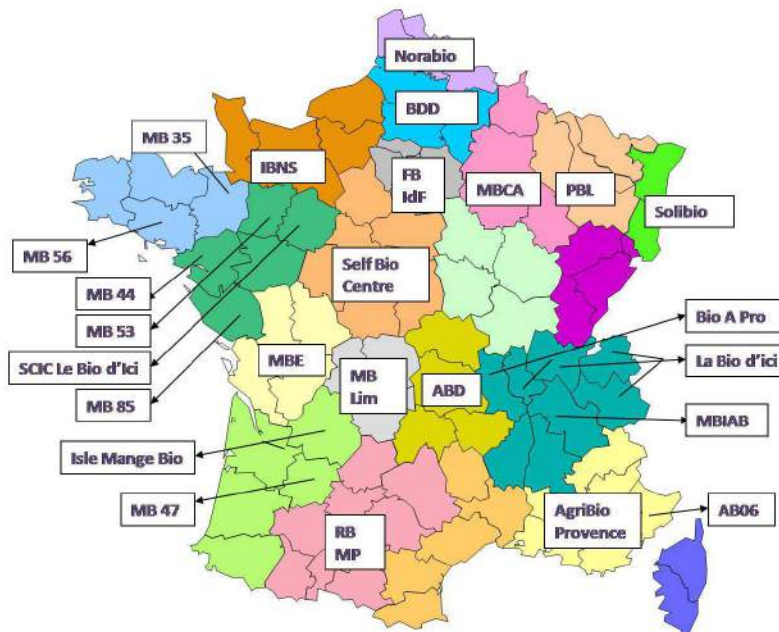 Norabio
BDD
MB 35
IBNS
FB
IdF
MBCA
PBL
Solibio
MB 56
MB 44
MB 53
SCIC Le Bio d'Ici
MB 85
Self Bio
Centre
Bio A Pro
La Bio d'ici
MBE
MB
Lim
ABD
MBIAB
Isle Mange Bio
MB 47
RB
MP
AgriBio
Provence
AB06